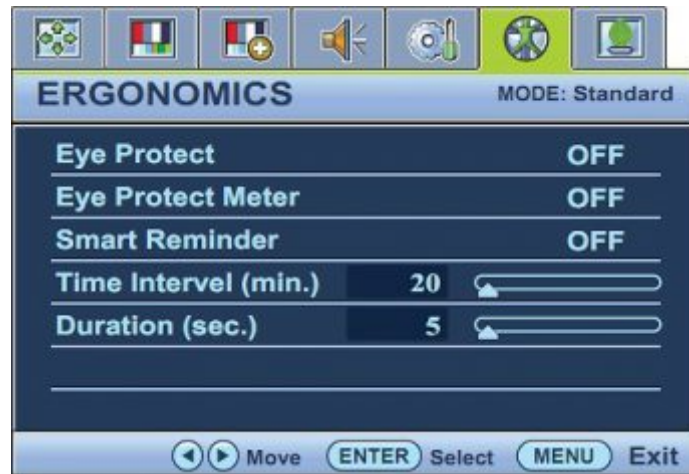 ERGONOMICS MODE: Standard
Eye Protect OFF
Eye Protect Meter OFF
Smart Reminder OFF
Time Intervel (min.) 20
Duration (sec.) 5
Move ENTER Select MENU Exit